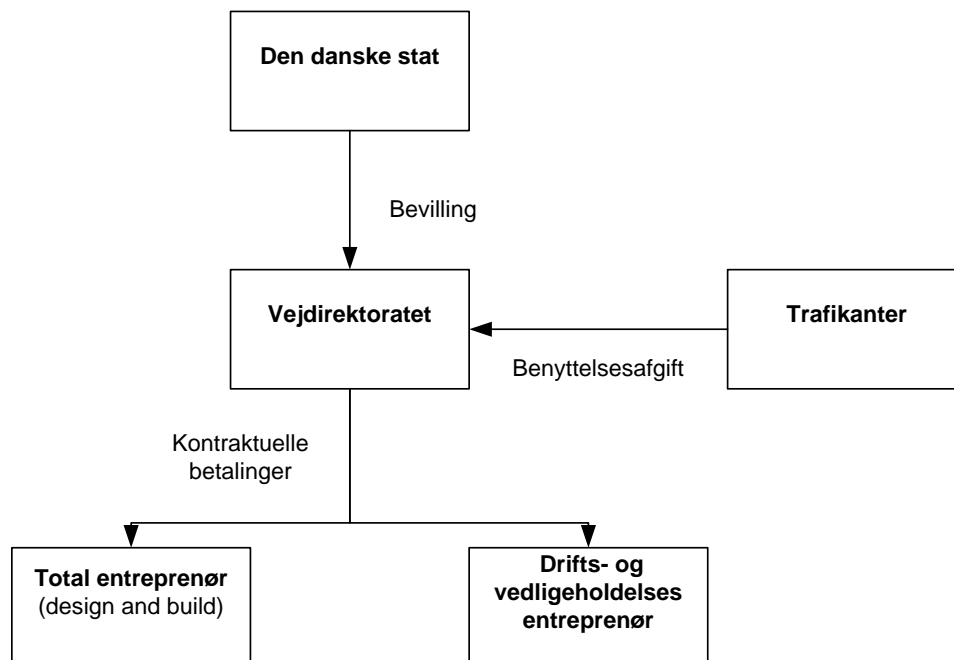 Den danske stat
Bevilling
Vejdirektoratet
Trafikanter
Benyttelsesafgift
Kontraktuelle
betalinger
Total entreprenør
(design and build)
Drifts- og
vedligeholdelses
entreprenør